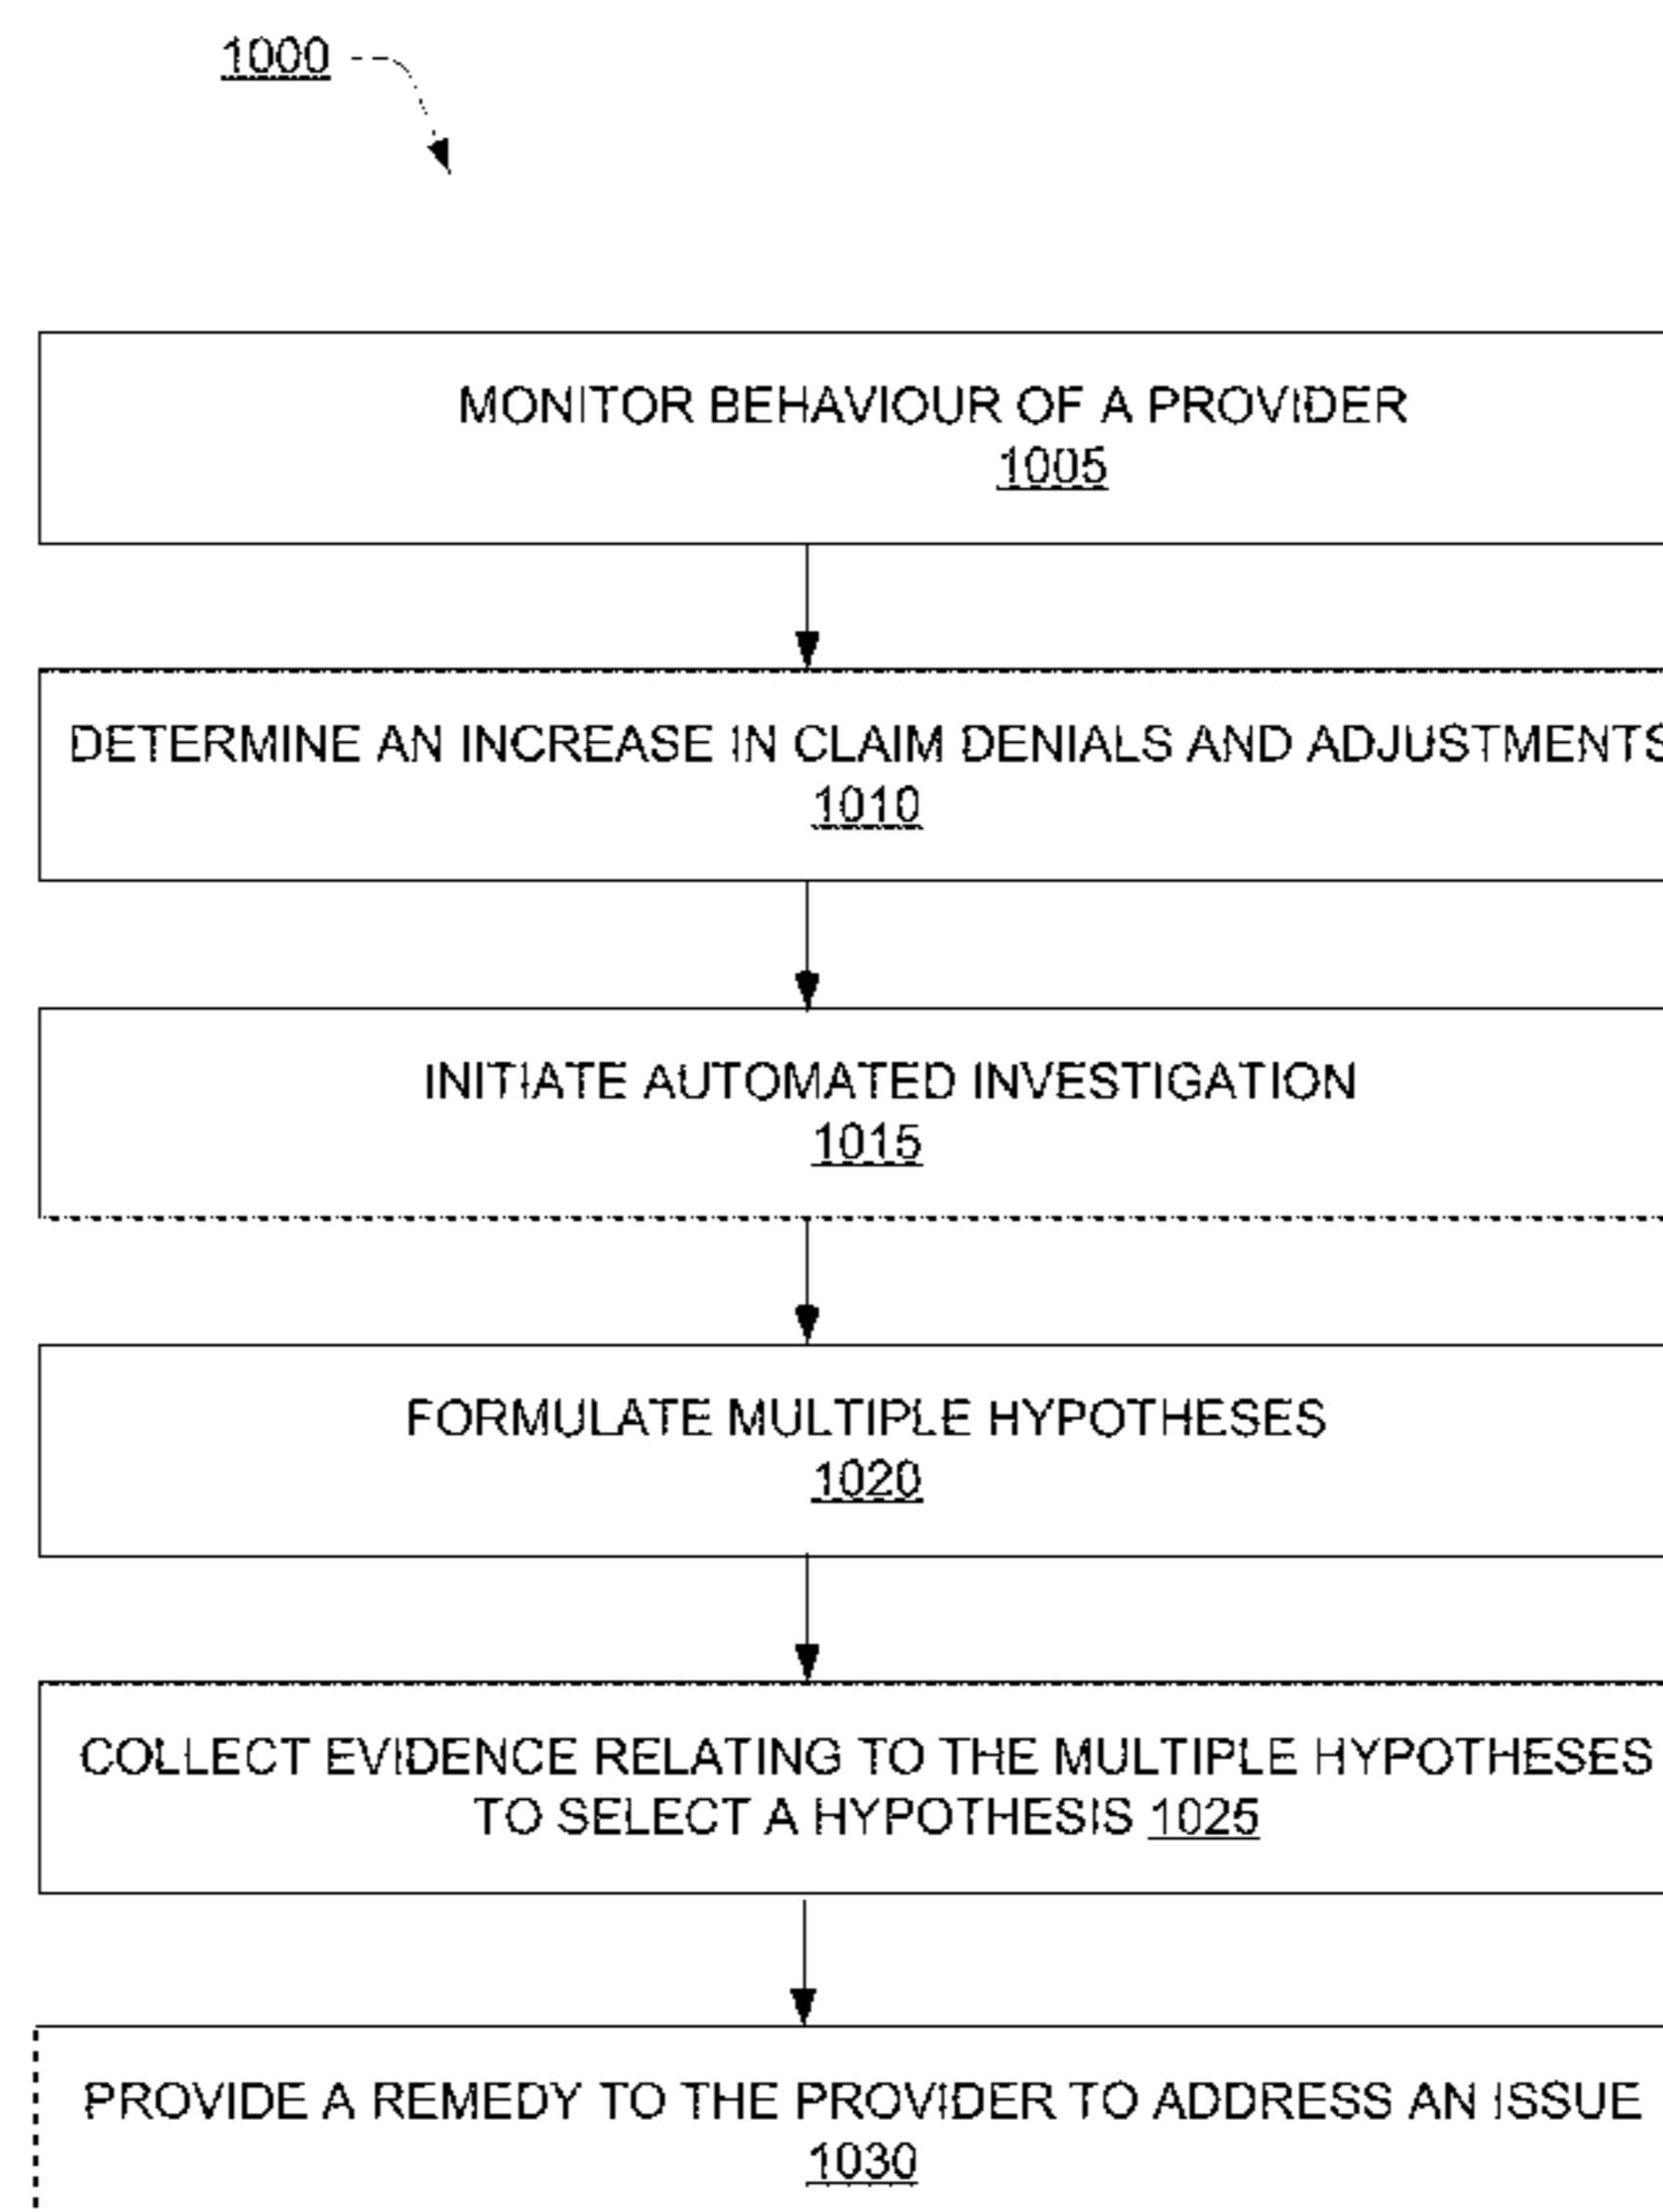 1000
MONITOR BEHAVIOUR OF A PROVIDER
1005
DETERMINE AN INCREASE IN CLAIM DENIALS AND ADJUSTMENTS
1010
INITIATE AUTOMATED INVESTIGATION
1015
FORMULATE MULTIPLE HYPOTHESES
1020
COLLECT EVIDENCE RELATING TO THE MULTIPLE HYPOTHESES
TO SELECT A HYPOTHESIS 1025
PROVIDE A REMEDY TO THE PROVIDER TO ADDRESS AN ISSUE
1030